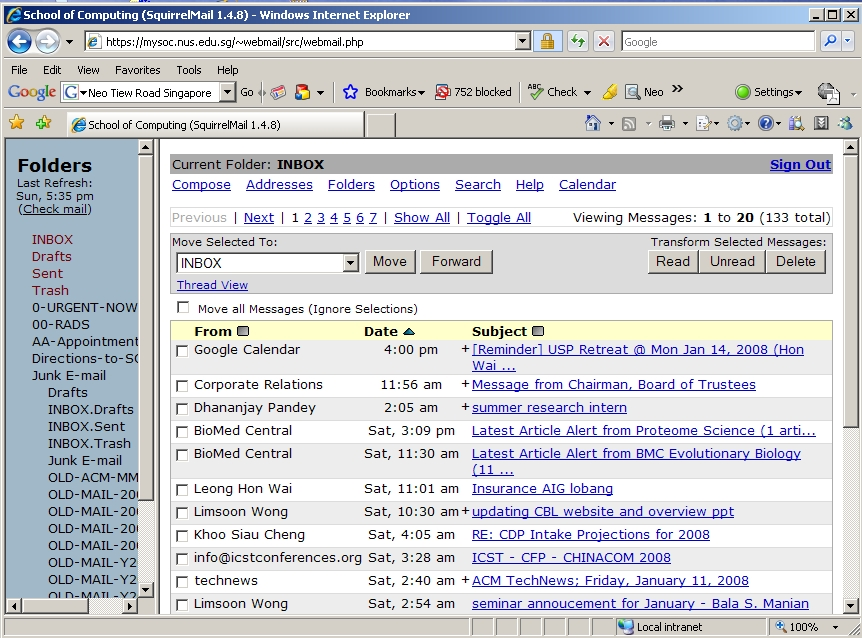 School of Computing (SquirrelMail 1.4.8) - Windows Internet Explorer
https://mysoc.nus.edu.sg/~webmail/src/webmail.php
Google
File Edit View Favorites Tools Help
Google G Neo Tiew Road Singapore Go Bookmarks 752 blocked ABC Check Neo » Settings
School of Computing (SquirrelMail 1.4.8)
Folders
Last Refresh:
Sun, 5:35 pm
(Check mail)
INBOX
Drafts
Sent
Trash
0-URGENT-NOW
00-RADS
AA-Appointment
Directions-to-SO
Junk E-mail
Drafts
INBOX.Drafts
INBOX.Sent
INBOX.Trash
Junk E-mail
OLD-ACM-MM
OLD-MAIL-200
OLD-MAIL-200
OLD-MAIL-200
OLD-MAIL-200
OLD-MAIL-Y2
OLD-MAIL-Y2
OLD-MAIL-Y2
Current Folder: INBOX Sign Out
Compose Addresses Folders Options Search Help Calendar
Previous | Next | 1 2 3 4 5 6 7 | Show All | Toggle All Viewing Messages: 1 to 20 (133 total)
Move Selected To: Transform Selected Messages:
INBOX Move Forward Read Unread Delete
Thread View
Move all Messages (Ignore Selections)
From Date Subject
Google Calendar 4:00 pm +[Reminder] USP Retreat @ Mon Jan 14, 2008 (Hon
Wai ...
Corporate Relations 11:56 am +Message from Chairman, Board of Trustees
Dhananjay Pandey 2:05 am +summer research intern
BioMed Central Sat, 3:09 pm Latest Article Alert from Proteome Science (1 arti...
BioMed Central Sat, 11:30 am Latest Article Alert from BMC Evolutionary Biology
(11 ...
Leong Hon Wai Sat, 11:01 am Insurance AIG lobang
Limsoon Wong Sat, 10:30 am +updating CBL website and overview ppt
Khoo Siau Cheng Sat, 4:05 am RE: CDP Intake Projections for 2008
info@icstconferences.org Sat, 3:28 am ICST - CFP - CHINACOM 2008
technews Sat, 2:40 am +ACM TechNews; Friday, January 11, 2008
Limsoon Wong Sat, 2:54 am seminar annoucement for January - Bala S. Manian
Local intranet 100%